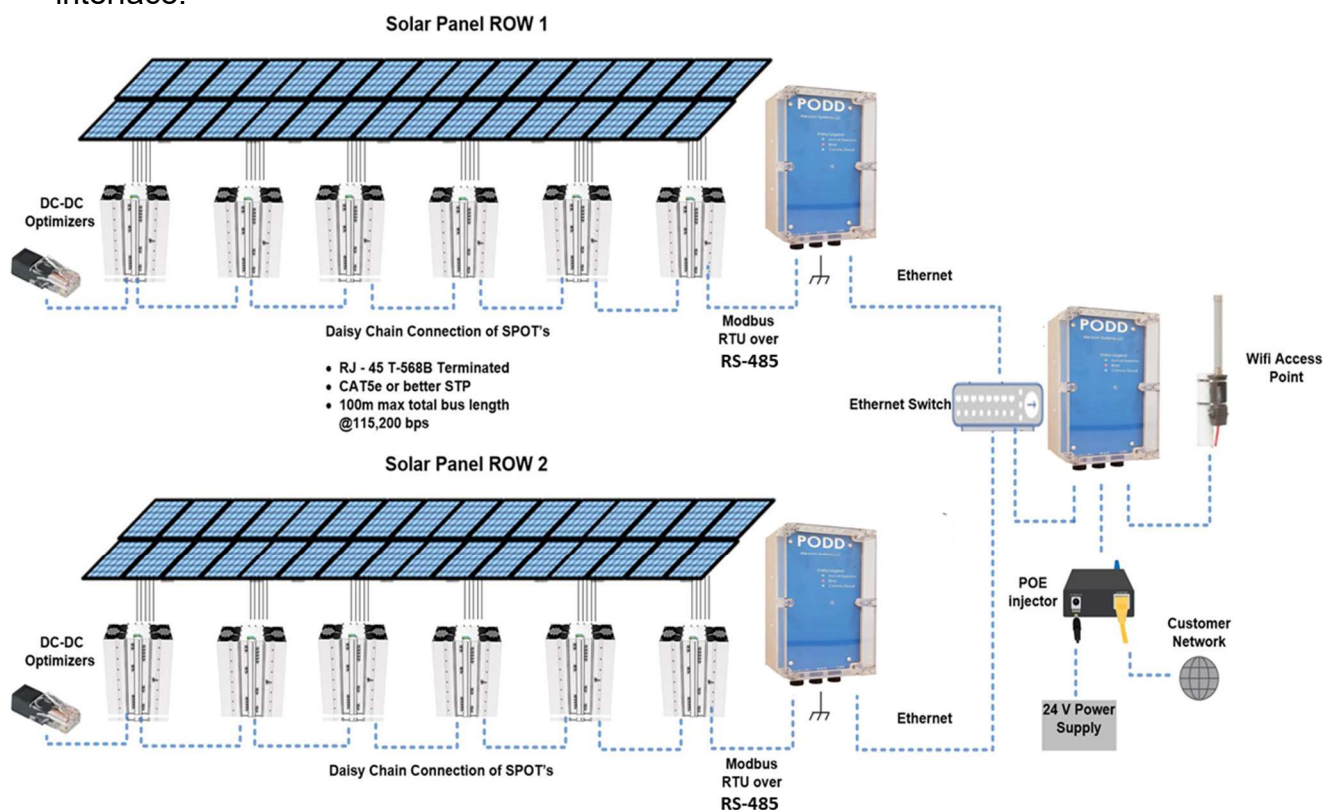 interface.
Solar Panel ROW 1
PODD
DC-DC
Optimizers
Ethernet
Daisy Chain Connection of SPOT's
• RJ - 45 T-568B Terminated
• CAT5e or better STP
• 100m max total bus length
@115,200 bps
Modbus
RTU over
RS-485
PODD
Wifi Access
Point
Ethernet Switch
Solar Panel ROW 2
PODD
DC-DC
Optimizers
POE
injector
Customer
Network
24 V Power
Supply
Ethernet
Daisy Chain Connection of SPOT's
Modbus
RTU over
RS-485